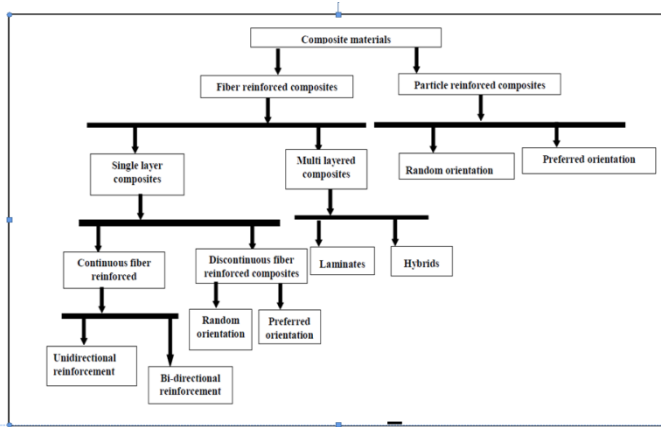 Composite materials
Fiber reinforced composites
Particle reinforced composites
Single layer
composites
Multi layered
composites
Random orientation
Preferred orientation
Continuous fiber
reinforced
Discontinuous fiber
reinforced composites
Laminates
Hybrids
Random
orientation
Preferred
orientation
Unidirectional
reinforcement
Bi-directional
reinforcement